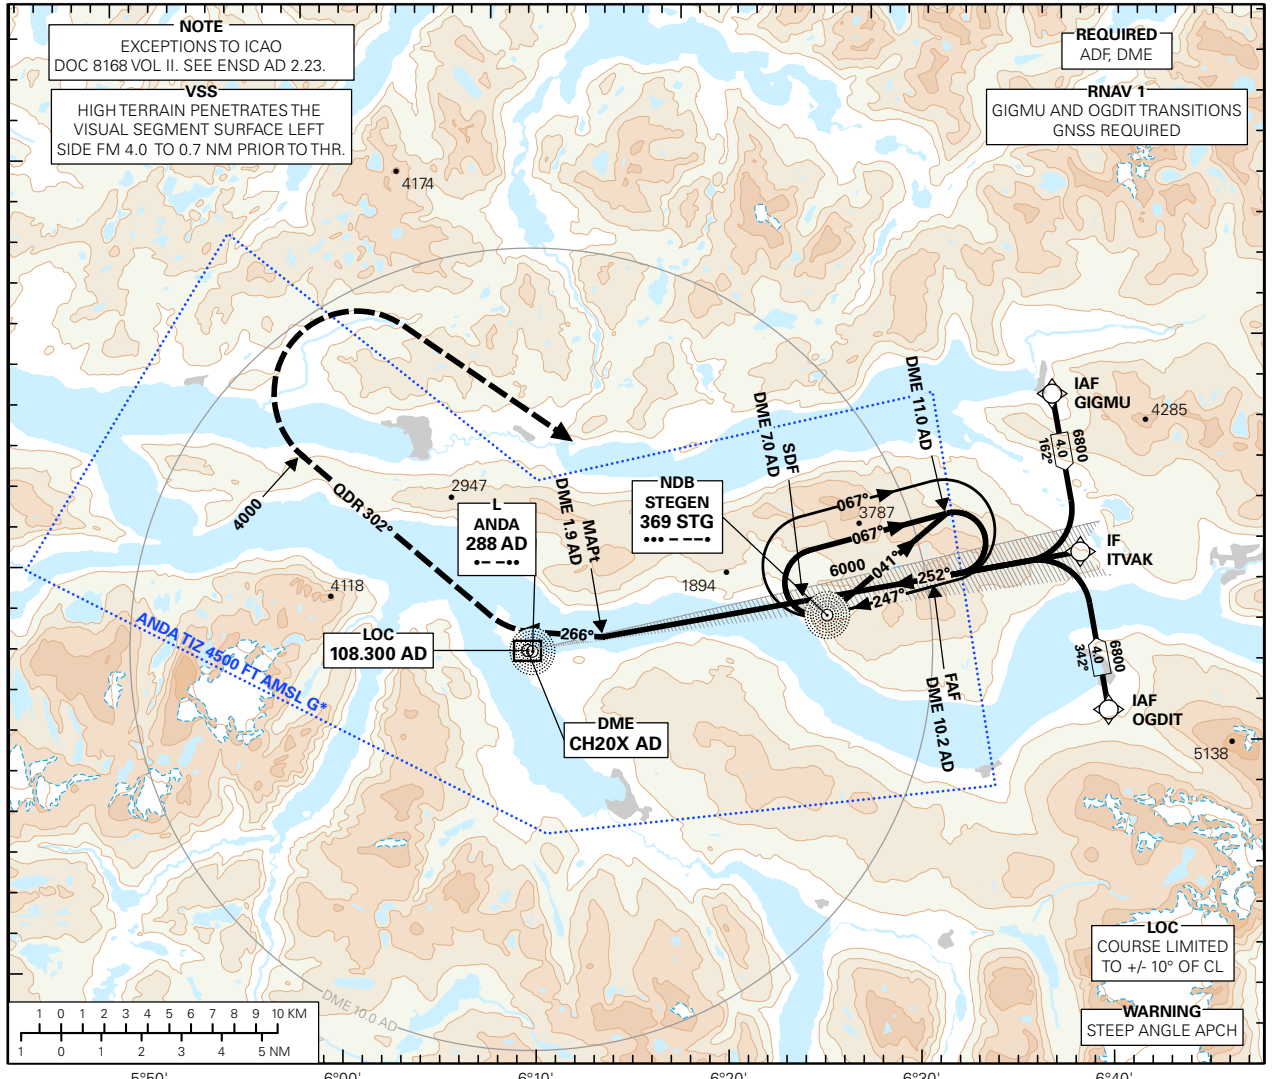 NOTE
EXCEPTIONS TO ICAO
DOC 8168 VOL II. SEE ENSD AD 2.23.
VSS
HIGH TERRAIN PENETRATES THE
VISUAL SEGMENT SURFACE LEFT
SIDE FM 4.0 TO 0.7 NM PRIOR TO THR.
REQUIRED
ADF, DME
RNAV 1
GIGMU AND OGDIT TRANSITIONS
GNSS REQUIRED
4174
IAF
GIGMU
4285
6800
4.0
162°
DME 11.0 AD
SDF
DME 7.0 AD
NDB
STEGEN
369 STG
067°
3787
067°
6000
041°
252°
247°
IF
ITVAK
2947
L
ANDA
288 AD
MAPt
DME 1.9 AD
QDR 302°
4000
1894
4118
266°
LOC
108.300 AD
ANDA TIZ 4500 FT AMSL G*
DME
CH20X AD
FAF
DME 10.2 AD
6800
4.0
342°
IAF
OGDIT
5138
LOC
COURSE LIMITED
TO +/- 10° OF CL
WARNING
STEEP ANGLE APCH
DME 10.0 AD
1 0 1 2 3 4 5 6 7 8 9 10 KM
1 0 1 2 3 4 5 NM
5°50' 6°00' 6°10' 6°20' 6°30' 6°40'